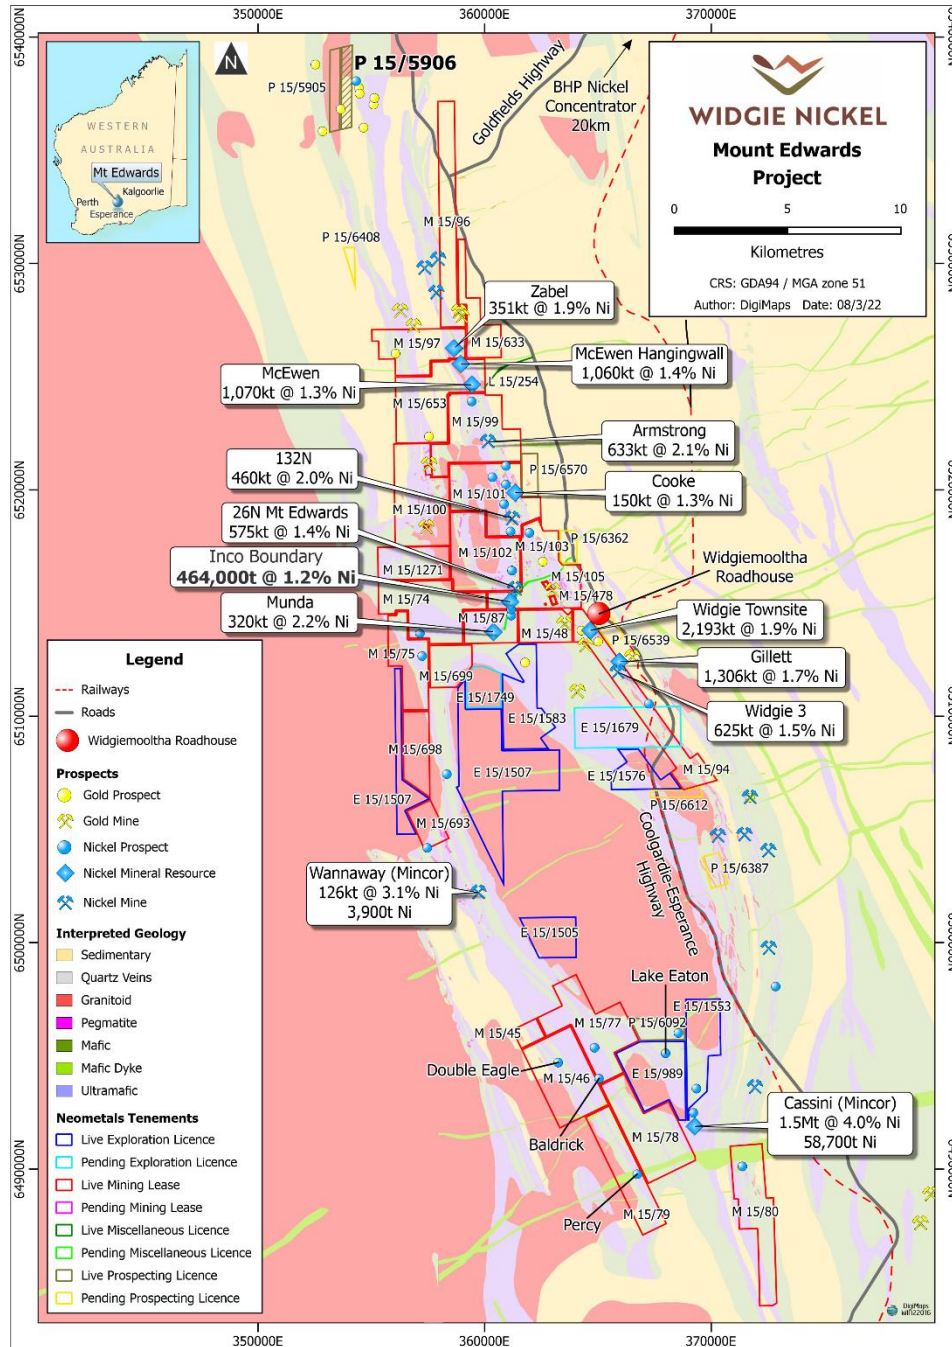 350000E
360000E
370000E
6540000N
6530000N
6520000N
6510000N
6500000N
6490000N
WESTERN
AUSTRALIA
Mt Edwards
Kalgoorlie
Perth
Esperance
N
P 15/5906
P 15/5905
Goldfields Highway
BHP Nickel
Concentrator
20km
WIDGIE NICKEL
Mount Edwards
Project
0
5
10
Kilometres
CRS: GDA94 / MGA zone 51
Author: DigiMaps Date: 08/3/22
M 15/96
P 15/6408
Zabel
351kt @ 1.9% Ni
M 15/97
M 15/633
McEwen Hangingwall
1,060kt @ 1.4% Ni
McEwen
1,070kt @ 1.3% Ni
L 15/254
M 15/653
M 15/99
Armstrong
633kt @ 2.1% Ni
132N
460kt @ 2.0% Ni
P 15/6570
Cooke
150kt @ 1.3% Ni
M 15/101
M 15/100
26N Mt Edwards
575kt @ 1.4% Ni
M 15/102
M 15/103
P 15/6362
Inco Boundary
464,000t @ 1.2% Ni
M 15/1271
M 15/105
Widgiemooltha
Roadhouse
M 15/74
M 15/478
Munda
320kt @ 2.2% Ni
M 15/87
M 15/48
Widgie Townsite
2,193kt @ 1.9% Ni
P 15/6539
M 15/75
M 15/699
Gillett
1,306kt @ 1.7% Ni
E 15/1749
E 15/1583
E 15/1679
Widgie 3
625kt @ 1.5% Ni
M 15/698
E 15/1507
E 15/1576
M 15/94
E 15/1507
P 15/6612
M 15/693
Coolgardie-Esperance
Highway
P 15/6387
Wannaway (Mincor)
126kt @ 3.1% Ni
3,900t Ni
E 15/1505
Lake Eaton
E 15/1553
M 15/77
P 15/6092
M 15/45
Double Eagle
M 15/46
E 15/989
Cassini (Mincor)
1.5Mt @ 4.0% Ni
58,700t Ni
Baldrick
M 15/78
Percy
M 15/79
M 15/80
Legend
Railways
Roads
Widgiemooltha Roadhouse
Prospects
Gold Prospect
Gold Mine
Nickel Prospect
Nickel Mineral Resource
Nickel Mine
Interpreted Geology
Sedimentary
Quartz Veins
Granitoid
Pegmatite
Mafic
Mafic Dyke
Ultramafic
Neometals Tenements
Live Exploration Licence
Pending Exploration Licence
Live Mining Lease
Pending Mining Lease
Live Miscellaneous Licence
Pending Miscellaneous Licence
Live Prospecting Licence
Pending Prospecting Licence
350000E
360000E
370000E
6540000N
6530000N
6520000N
6510000N
6500000N
6490000N
DigiMaps